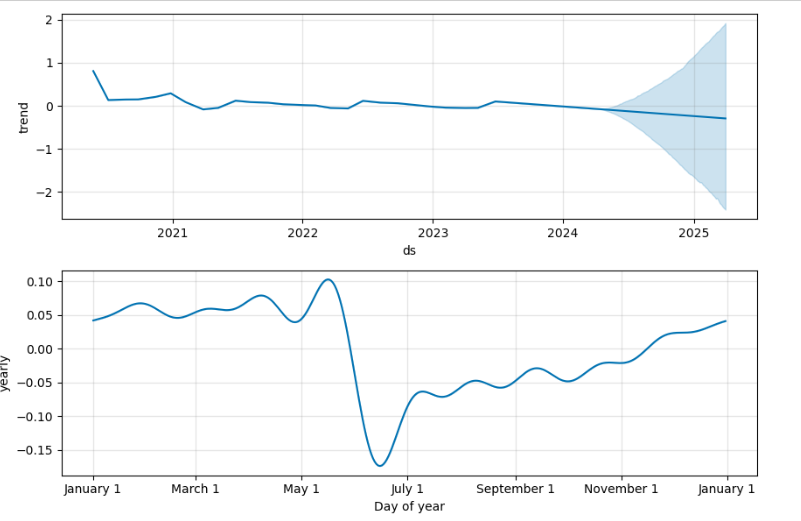 2
1
0
−1
−2
trend
2021 2022 2023 2024 2025
ds
0.10
0.05
0.00
−0.05
−0.10
−0.15
yearly
January 1 March 1 May 1 July 1 September 1 November 1 January 1
Day of year